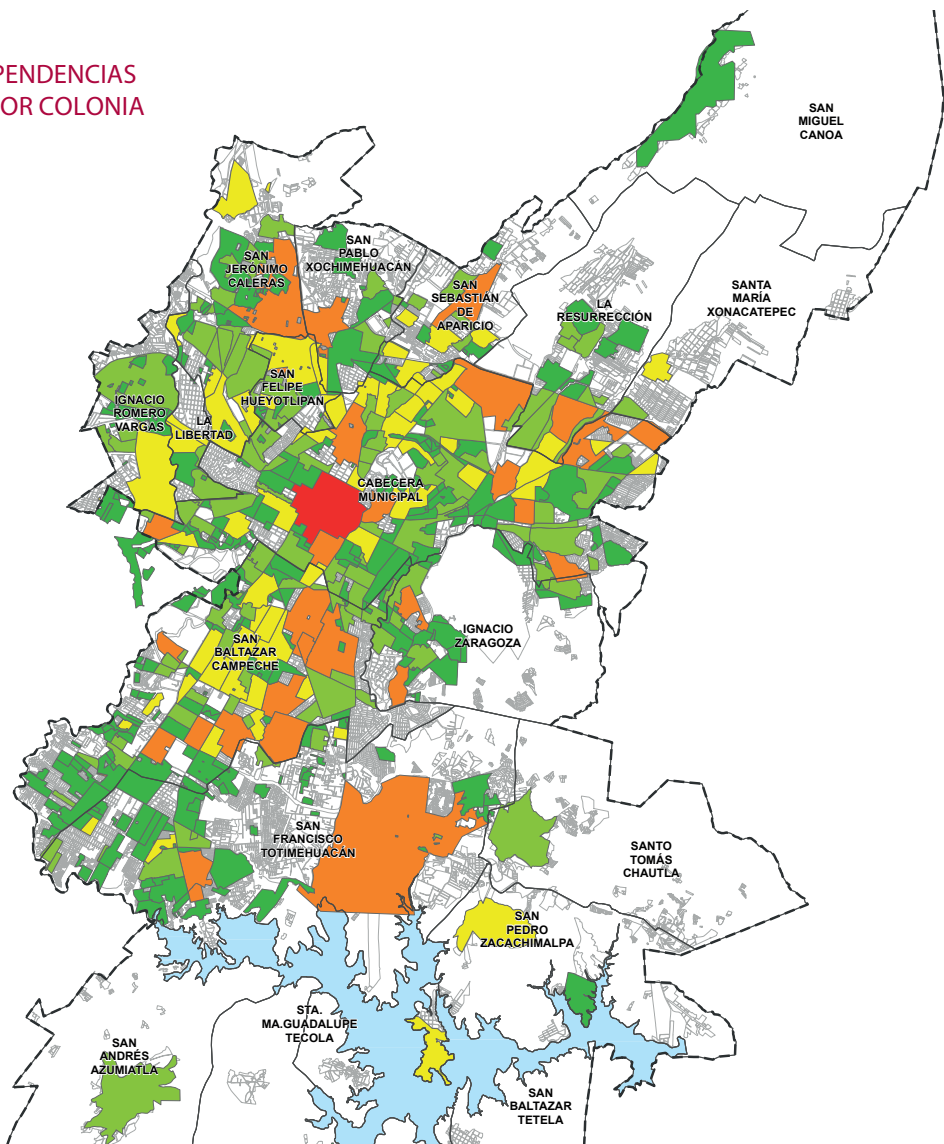 PENDENCIAS
OR COLONIA
SAN
MIGUEL
CANOA
SAN
PABLO
XOCHIMEHUACÁN
SAN
JERÓNIMO
CALERAS
SAN
SEBASTIÁN
DE
APARICIO
LA
RESURRECCIÓN
SANTA
MARÍA
XONACATEPEC
SAN
FELIPE
HUEYOTLIPAN
IGNACIO
ROMERO
VARGAS
LA
LIBERTAD
CABECERA
MUNICIPAL
IGNACIO
ZARAGOZA
SAN
BALTAZAR
CAMPECHE
SAN
FRANCISCO
TOTIMEHUACÁN
SANTO
TOMÁS
CHAUTLA
SAN
PEDRO
ZACACHIMALPA
STA.
MA.GUADALUPE
TECOLA
SAN
ANDRÉS
AZUMIATLA
SAN
BALTAZAR
TETELA